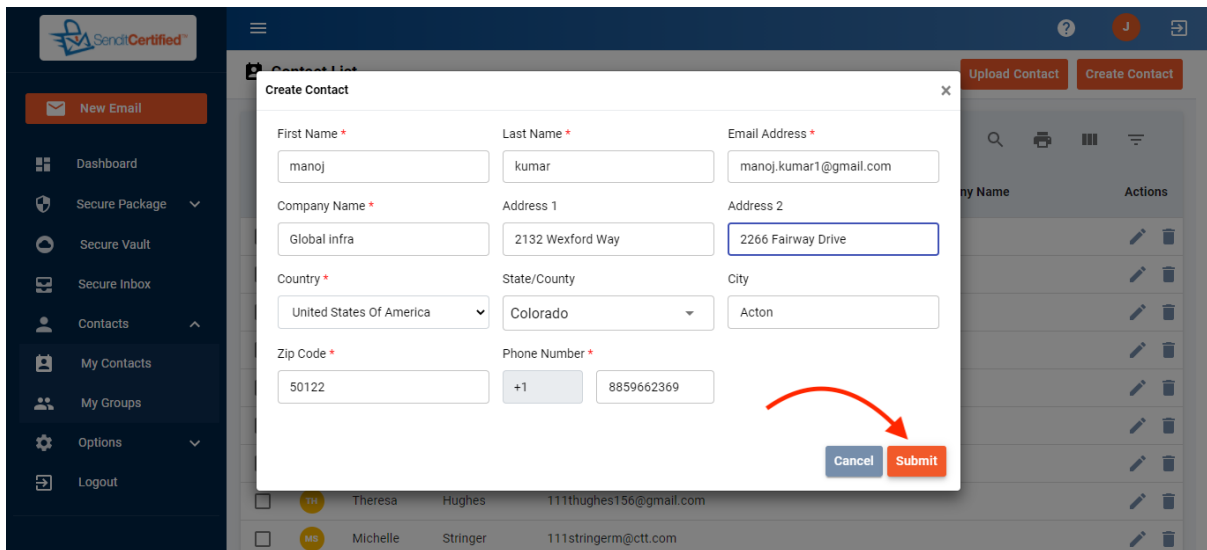 SenditCertified™
J
Contact List
Upload Contact
Create Contact
New Email
Dashboard
Secure Package
Secure Vault
Secure Inbox
Contacts
My Contacts
My Groups
Options
Logout
Create Contact
×
First Name *
Last Name *
Email Address *
manoj
kumar
manoj.kumar1@gmail.com
Company Name *
Address 1
Address 2
Global infra
2132 Wexford Way
2266 Fairway Drive
Country *
State/County
City
United States Of America
Colorado
Acton
Zip Code *
Phone Number *
50122
+1
8859662369
Cancel
Submit
ny Name
Actions
TH
Theresa
Hughes
111thughes156@gmail.com
MS
Michelle
Stringer
111stringerm@ctt.com